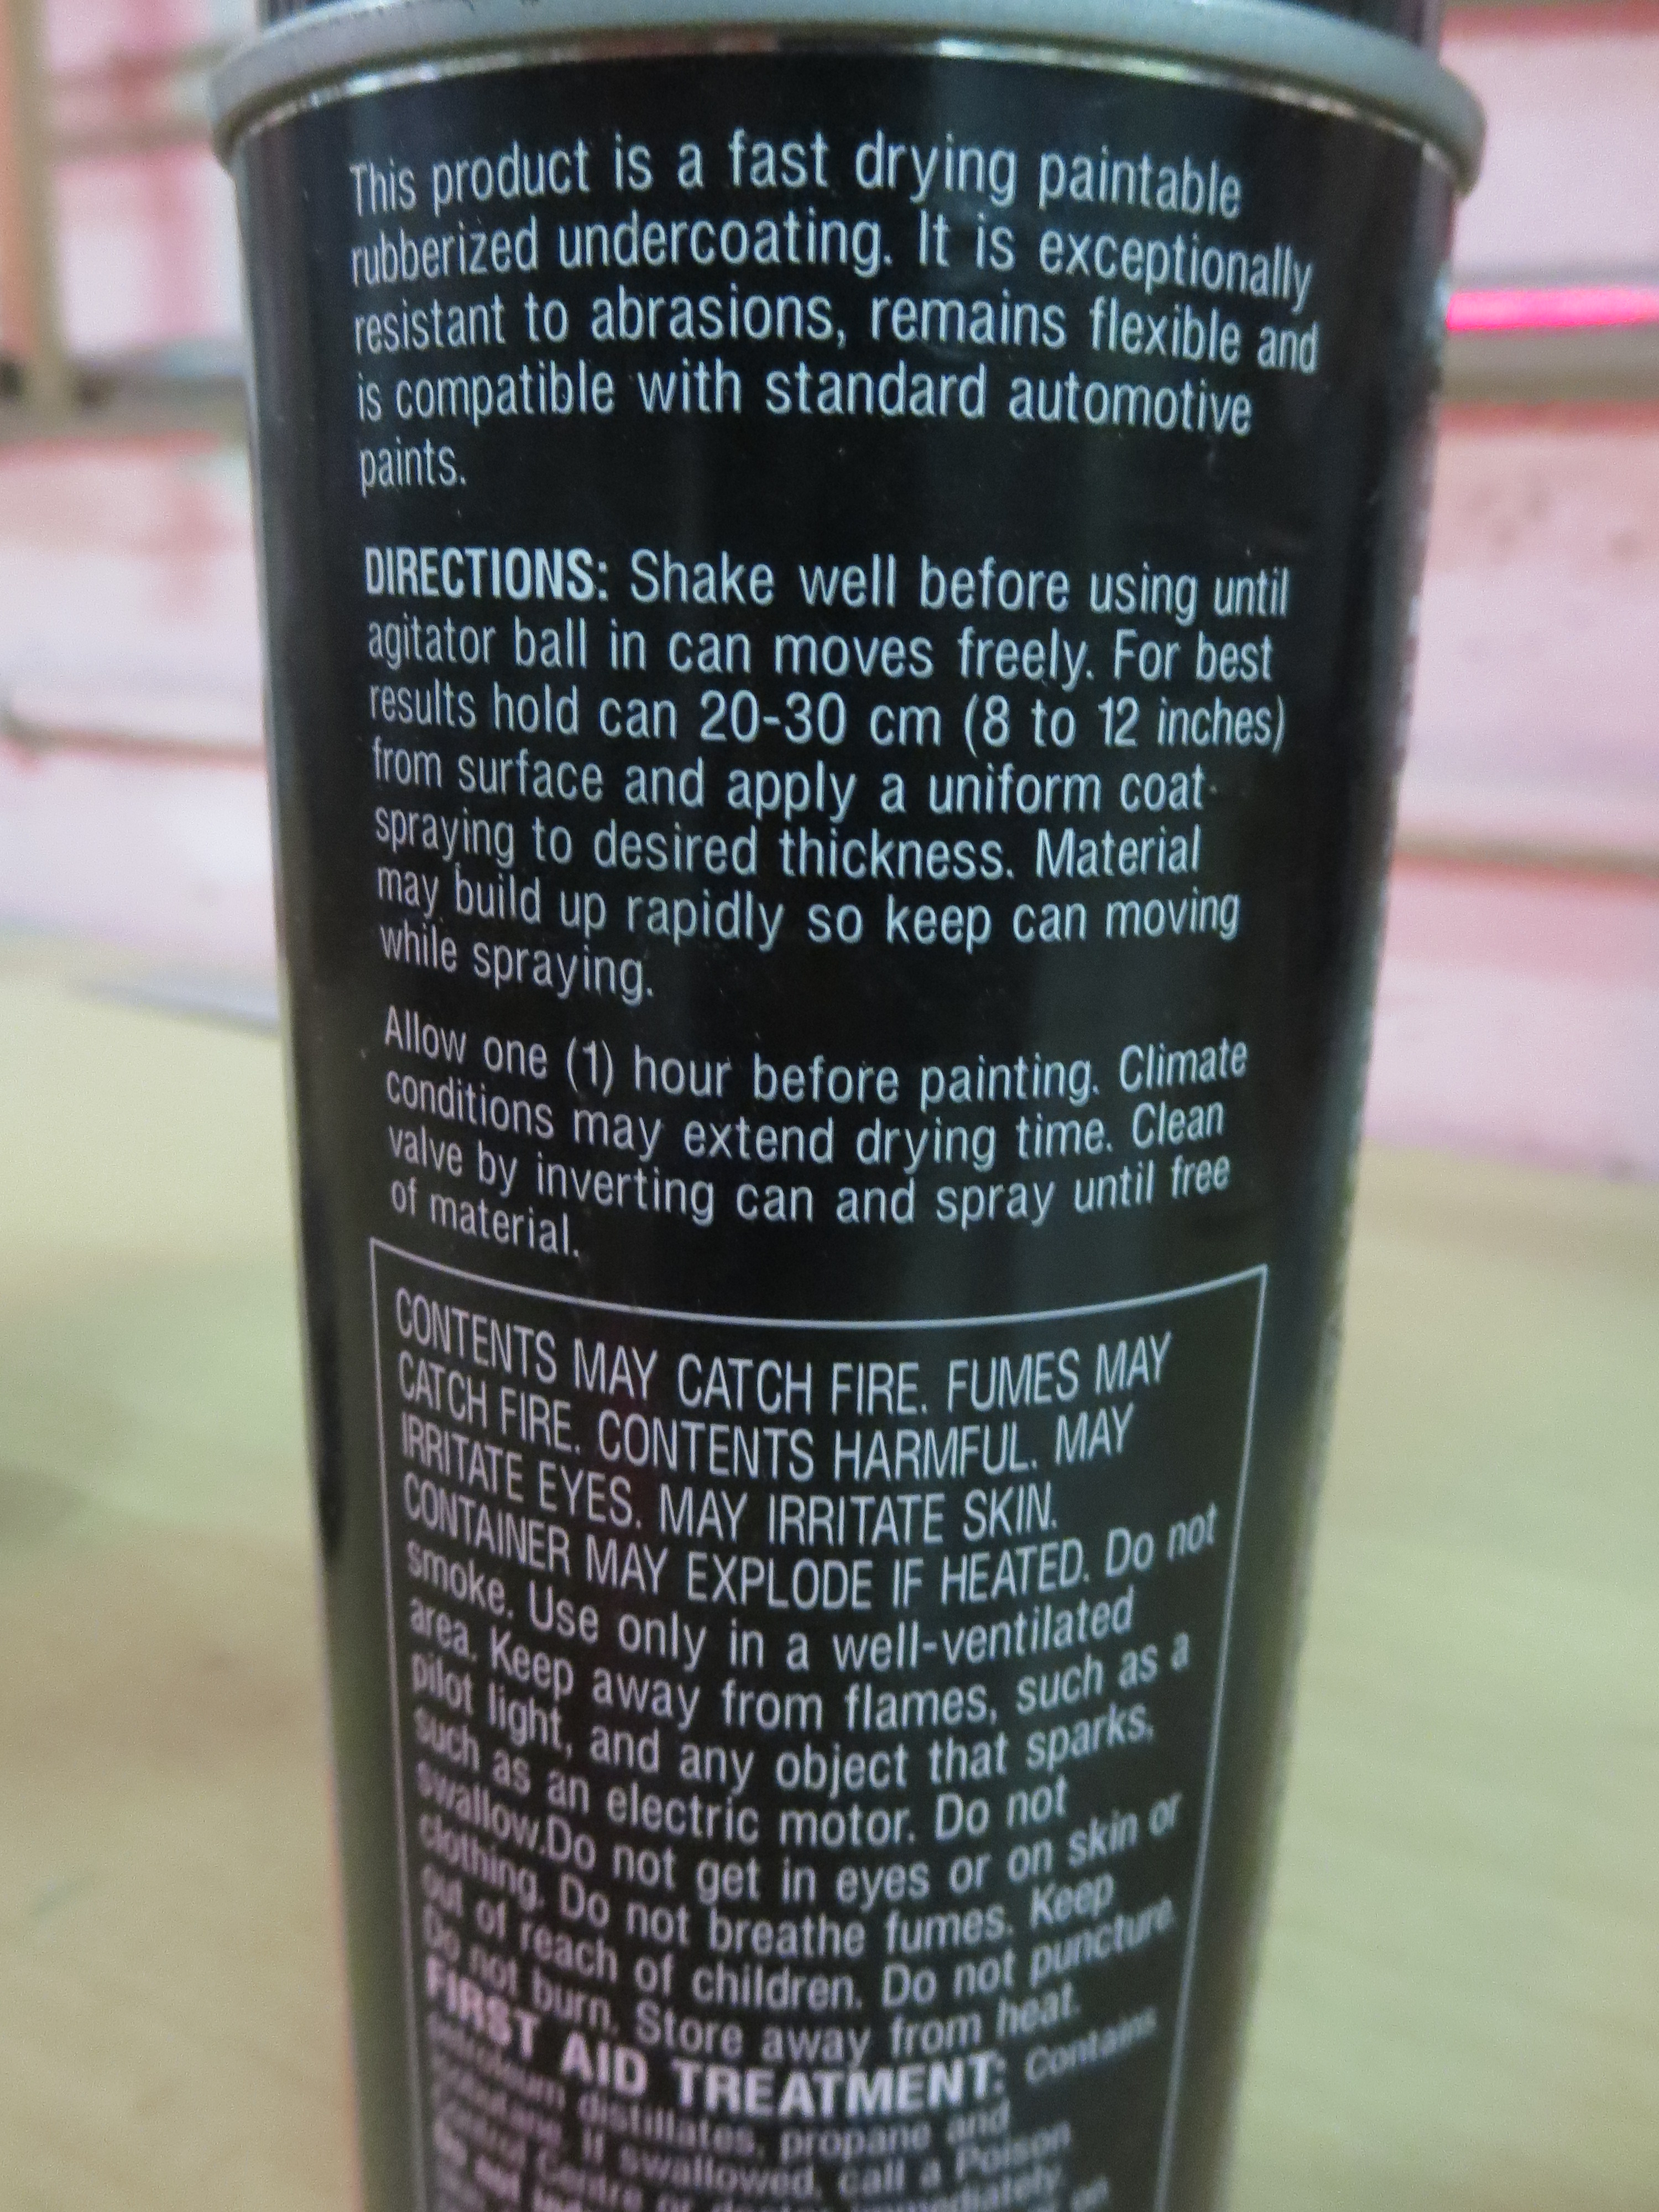 This product is a fast drying paintable
rubberized undercoating. It is exceptionally
resistant to abrasions, remains flexible and
is compatible with standard automotive
paints.
DIRECTIONS: Shake well before using until
agitator ball in can moves freely. For best
results hold can 20-30 cm (8 to 12 inches)
from surface and apply a uniform coat
spraying to desired thickness. Material
may build up rapidly so keep can moving
while spraying.
Allow one (1) hour before painting. Climate
conditions may extend drying time. Clean
valve by inverting can and spray until free
of material.
CONTENTS MAY CATCH FIRE. FUMES MAY
CATCH FIRE. CONTENTS HARMFUL. MAY
IRRITATE EYES. MAY IRRITATE SKIN.
CONTAINER MAY EXPLODE IF HEATED. Do not
smoke. Use only in a well-ventilated
area. Keep away from flames, such as a
pilot light, and any object that sparks,
such as an electric motor. Do not
swallow.Do not get in eyes or on skin or
clothing. Do not breathe fumes. Keep
out of reach of children. Do not puncture.
Do not burn. Store away from heat.
FIRST AID TREATMENT: Contains
petroleum distillates, propane and
If swallowed, call a Poison
Control Centre or doctor immediately.